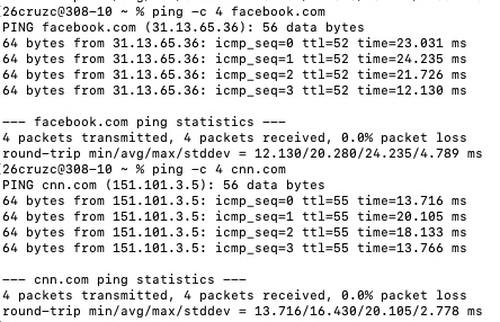 [26cruzc@308-10 ~ % ping -c 4 facebook.com
PING facebook.com (31.13.65.36): 56 data bytes
64 bytes from 31.13.65.36: icmp_seq=0 ttl=52 time=23.031 ms
64 bytes from 31.13.65.36: icmp_seq=1 ttl=52 time=24.235 ms
64 bytes from 31.13.65.36: icmp_seq=2 ttl=52 time=21.726 ms
64 bytes from 31.13.65.36: icmp_seq=3 ttl=52 time=12.130 ms

--- facebook.com ping statistics ---
4 packets transmitted, 4 packets received, 0.0% packet loss
round-trip min/avg/max/stddev = 12.130/20.280/24.235/4.789 ms
[26cruzc@308-10 ~ % ping -c 4 cnn.com
PING cnn.com (151.101.3.5): 56 data bytes
64 bytes from 151.101.3.5: icmp_seq=0 ttl=55 time=13.716 ms
64 bytes from 151.101.3.5: icmp_seq=1 ttl=55 time=20.105 ms
64 bytes from 151.101.3.5: icmp_seq=2 ttl=55 time=18.133 ms
64 bytes from 151.101.3.5: icmp_seq=3 ttl=55 time=13.766 ms

--- cnn.com ping statistics ---
4 packets transmitted, 4 packets received, 0.0% packet loss
round-trip min/avg/max/stddev = 13.716/16.430/20.105/2.778 ms